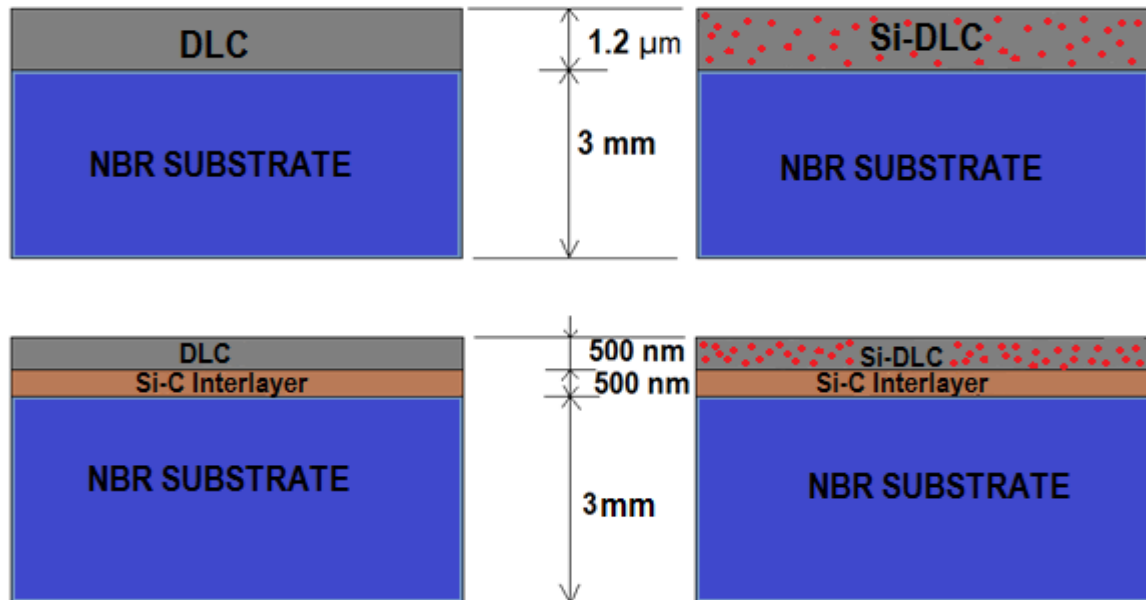 DLC
1.2 μm
Si-DLC
NBR SUBSTRATE
3 mm
NBR SUBSTRATE
DLC
500 nm
Si-DLC
Si-C Interlayer
500 nm
Si-C Interlayer
NBR SUBSTRATE
3mm
NBR SUBSTRATE